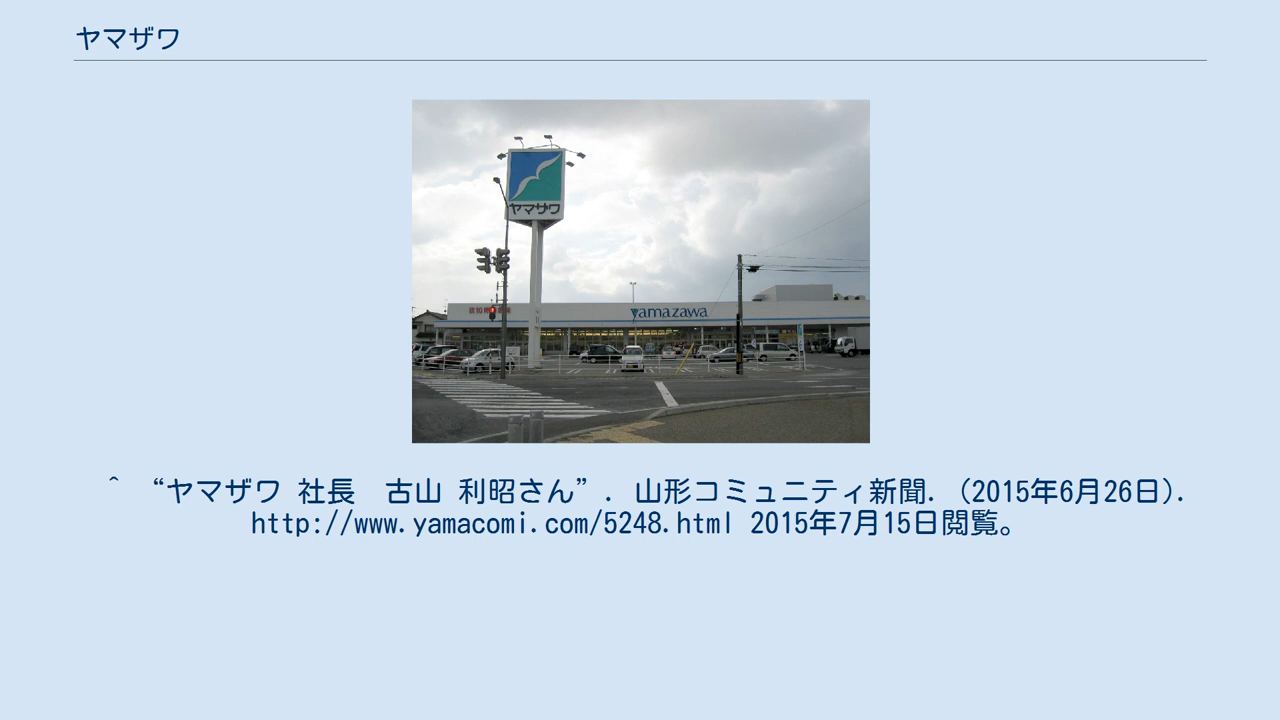 ヤマザワ
ヤマザワ
yamazawa
^ “ヤマザワ 社長　古山 利昭さん”. 山形コミュニティ新聞. (2015年6月26日).
http://www.yamacomi.com/5248.html 2015年7月15日閲覧。